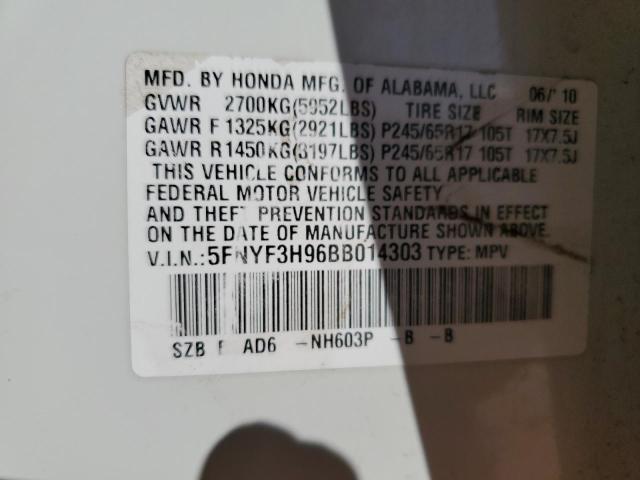 MFD. BY HONDA MFG. OF ALABAMA, LLC 06/10
GVWR 2700KG(5952LBS) TIRE SIZE RIM SIZE
GAWR F 1325KG(2921LBS) P245/65R17 105T 17X7.5J
GAWR R 1450KG(3197LBS) P245/65R17 105T 17X7.5J
THIS VEHICLE CONFORMS TO ALL APPLICABLE
FEDERAL MOTOR VEHICLE SAFETY
AND THEFT PREVENTION STANDARDS IN EFFECT
ON THE DATE OF MANUFACTURE SHOWN ABOVE.
V.I.N.: 5FNYF3H96BB014303 TYPE: MPV
SZB AD6 -NH603P -B -B